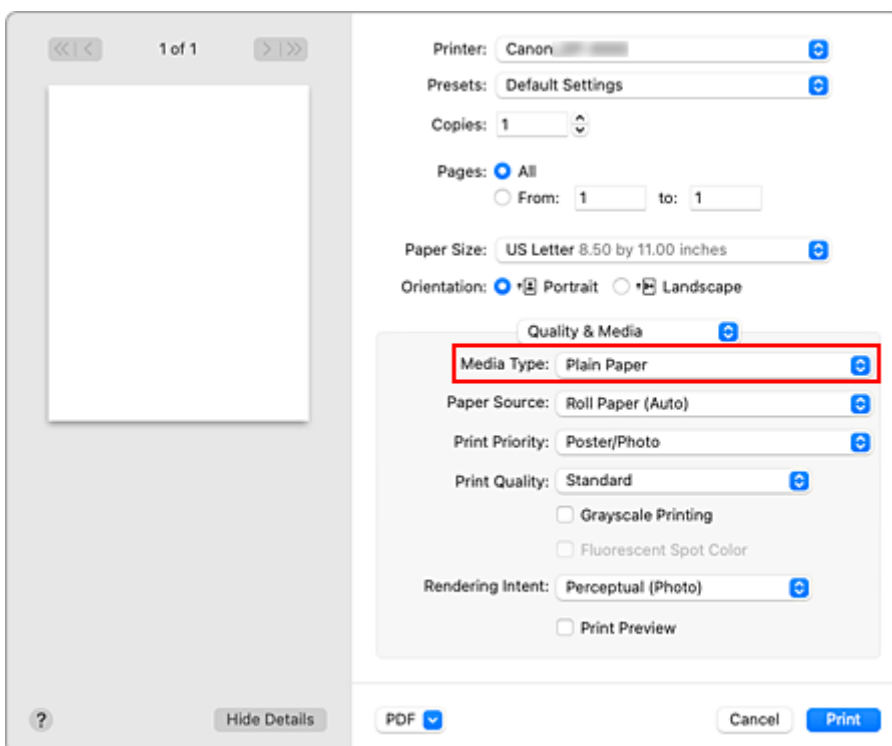 1 of 1
Printer: Canon
Presets: Default Settings
Copies: 1
Pages: All
From: 1 to: 1
Paper Size: US Letter 8.50 by 11.00 inches
Orientation: Portrait Landscape
Quality & Media
Media Type: Plain Paper
Paper Source: Roll Paper (Auto)
Print Priority: Poster/Photo
Print Quality: Standard
Grayscale Printing
Fluorescent Spot Color
Rendering Intent: Perceptual (Photo)
Print Preview
? Hide Details PDF Cancel Print